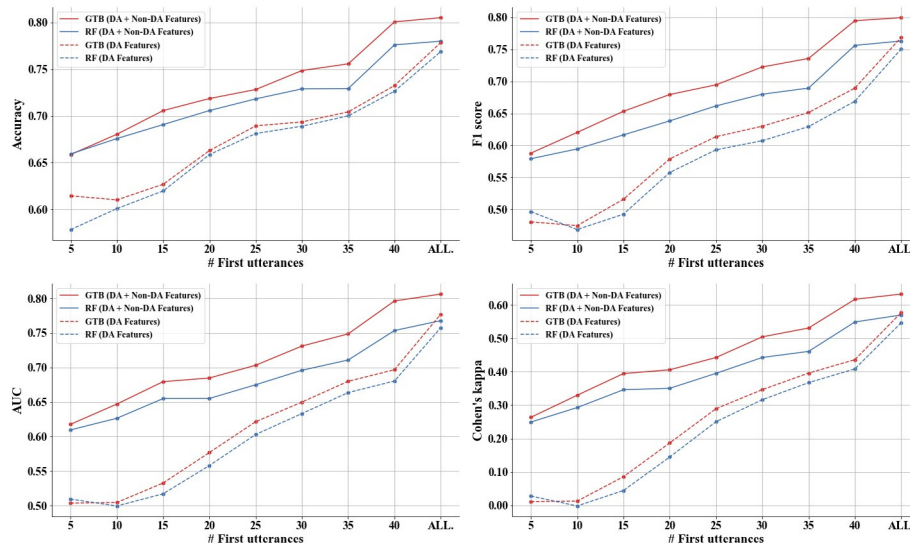 GTB (DA + Non-DA Features)
RF (DA + Non-DA Features)
GTB (DA Features)
RF (DA Features)
0.80
0.75
0.70
0.65
0.60
Accuracy
5 10 15 20 25 30 35 40 ALL.
# First utterances
GTB (DA + Non-DA Features)
RF (DA + Non-DA Features)
GTB (DA Features)
RF (DA Features)
0.80
0.75
0.70
0.65
0.60
0.55
0.50
F1 score
5 10 15 20 25 30 35 40 ALL.
# First utterances
GTB (DA + Non-DA Features)
RF (DA + Non-DA Features)
GTB (DA Features)
RF (DA Features)
0.80
0.75
0.70
0.65
0.60
0.55
0.50
AUC
5 10 15 20 25 30 35 40 ALL.
# First utterances
GTB (DA + Non-DA Features)
RF (DA + Non-DA Features)
GTB (DA Features)
RF (DA Features)
0.60
0.50
0.40
0.30
0.20
0.10
0.00
Cohen's kappa
5 10 15 20 25 30 35 40 ALL.
# First utterances